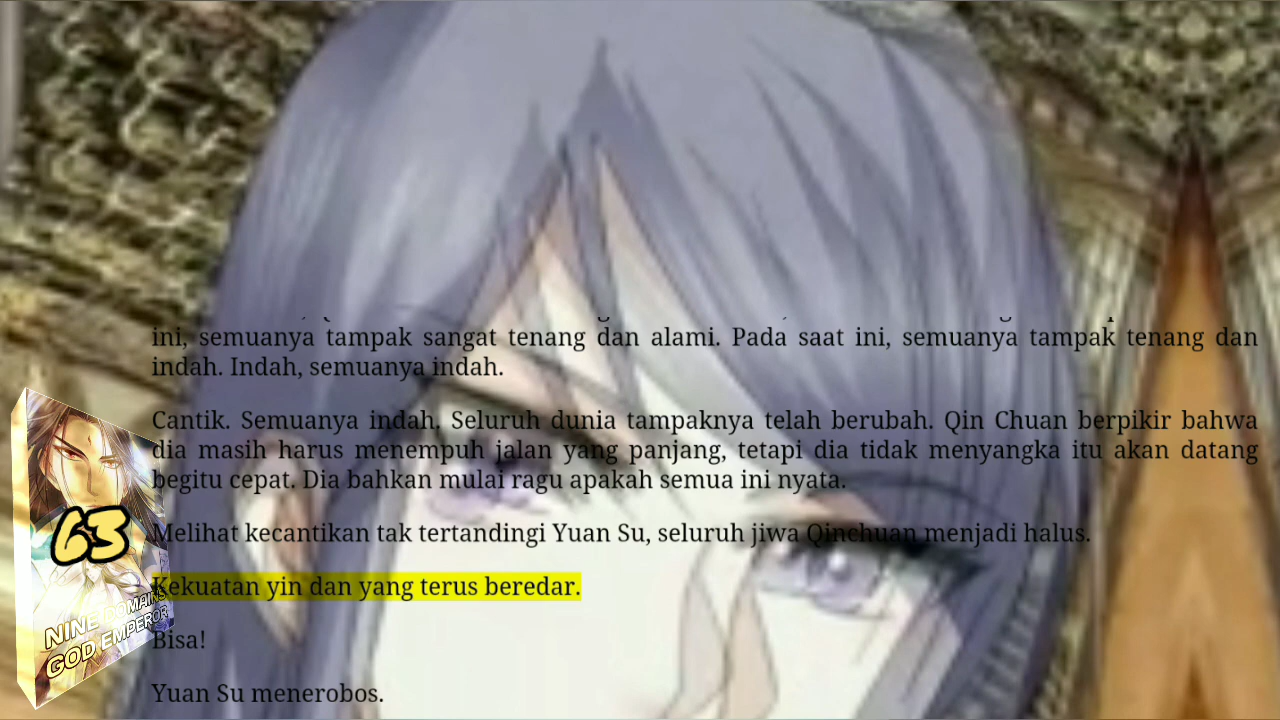 ini, semuanya tampak sangat tenang dan alami. Pada saat ini, semuanya tampak tenang dan
indah. Indah, semuanya indah.
Cantik. Semuanya indah. Seluruh dunia tampaknya telah berubah. Qin Chuan berpikir bahwa
dia masih harus menempuh jalan yang panjang, tetapi dia tidak menyangka itu akan datang
begitu cepat. Dia bahkan mulai ragu apakah semua ini nyata.
Melihat kecantikan tak tertandingi Yuan Su, seluruh jiwa Qinchuan menjadi halus.
Kekuatan yin dan yang terus beredar.
Bisa!
Yuan Su menerobos.
63
NINE DOMAINS
GOD EMPEROR